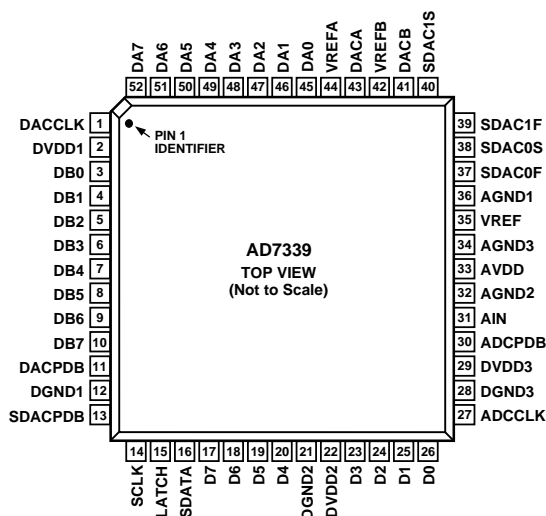 DA7 DA6 DA5 DA4 DA3 DA2 DA1 DA0 VREFA DACA VREFB DACB SDAC1S
52 51 50 49 48 47 46 45 44 43 42 41 40
DACCLK 1
DVDD1 2
DB0 3
DB1 4
DB2 5
DB3 6
DB4 7
DB5 8
DB6 9
DB7 10
DACPDB 11
DGND1 12
SDACPDB 13
PIN 1
IDENTIFIER
AD7339
TOP VIEW
(Not to Scale)
39 SDAC1F
38 SDAC0S
37 SDAC0F
36 AGND1
35 VREF
34 AGND3
33 AVDD
32 AGND2
31 AIN
30 ADCPDB
29 DVDD3
28 DGND3
27 ADCCLK
14 15 16 17 18 19 20 21 22 23 24 25 26
SCLK LATCH SDATA D7 D6 D5 D4 DGND2 DVDD2 D3 D2 D1 D0